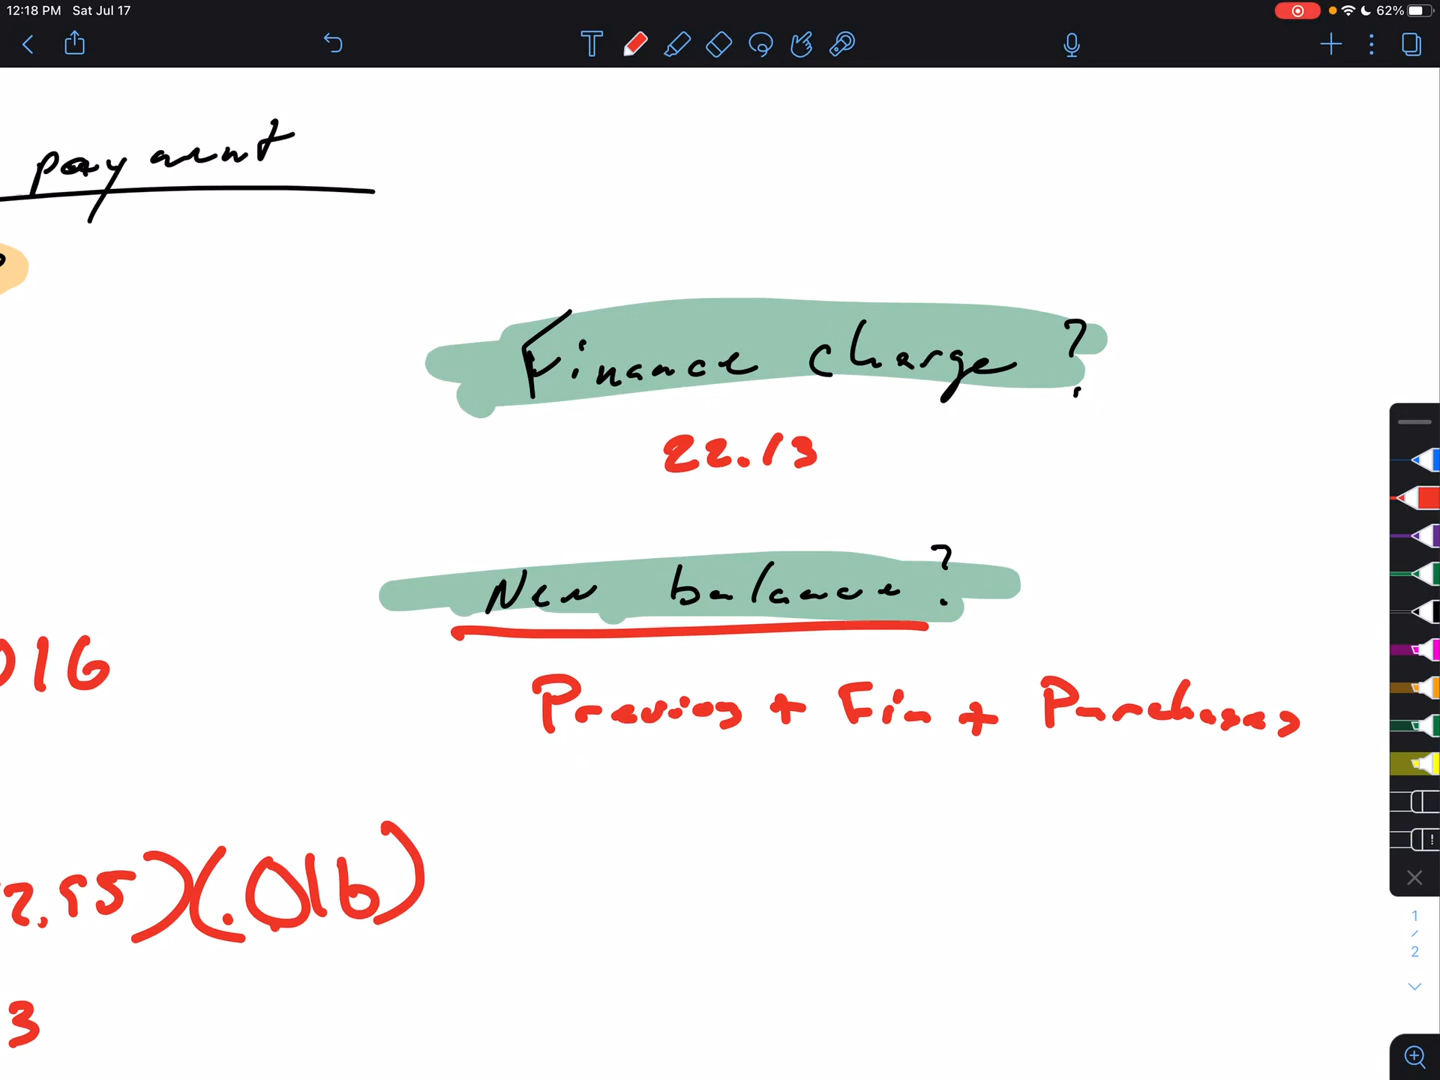 12:18 PM Sat Jul 17
62%
payment
Finance charge?
22.13
New balance?
016
Previous + Fin + Purchases
2.55)(.016)
3
1
/
2